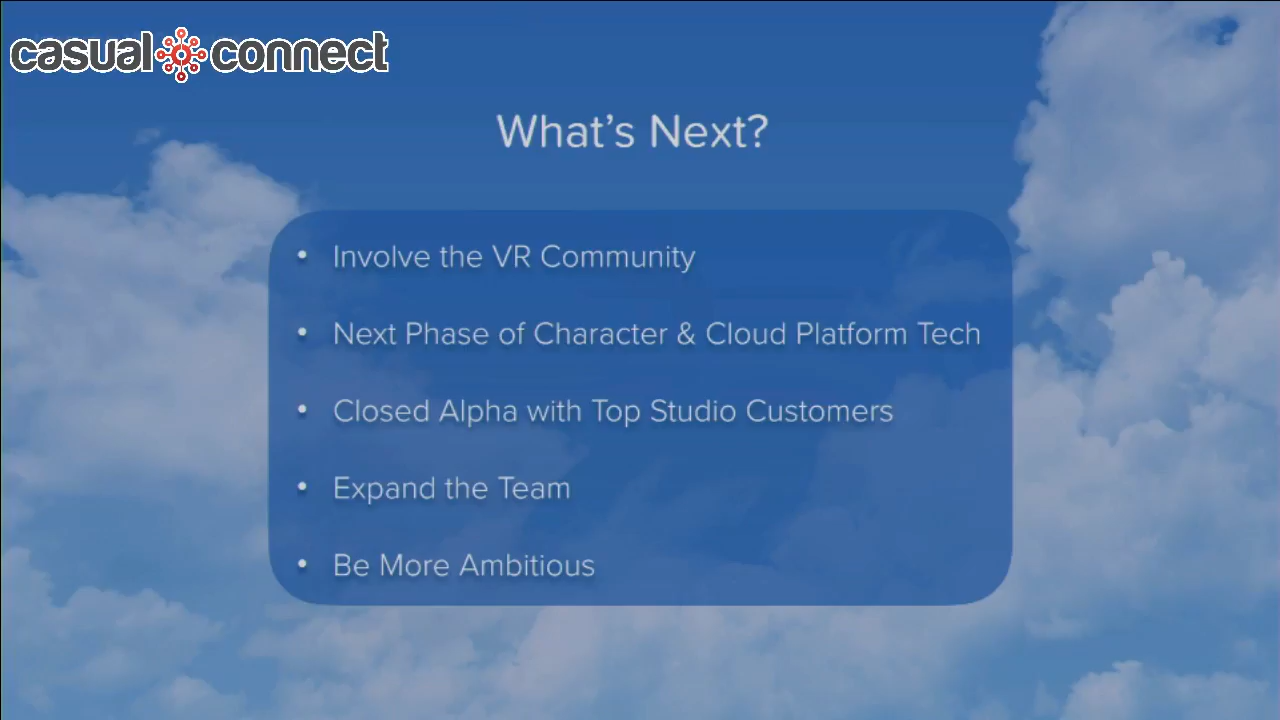 casual connect
What's Next?
• Involve the VR Community
• Next Phase of Character & Cloud Platform Tech
• Closed Alpha with Top Studio Customers
• Expand the Team
• Be More Ambitious